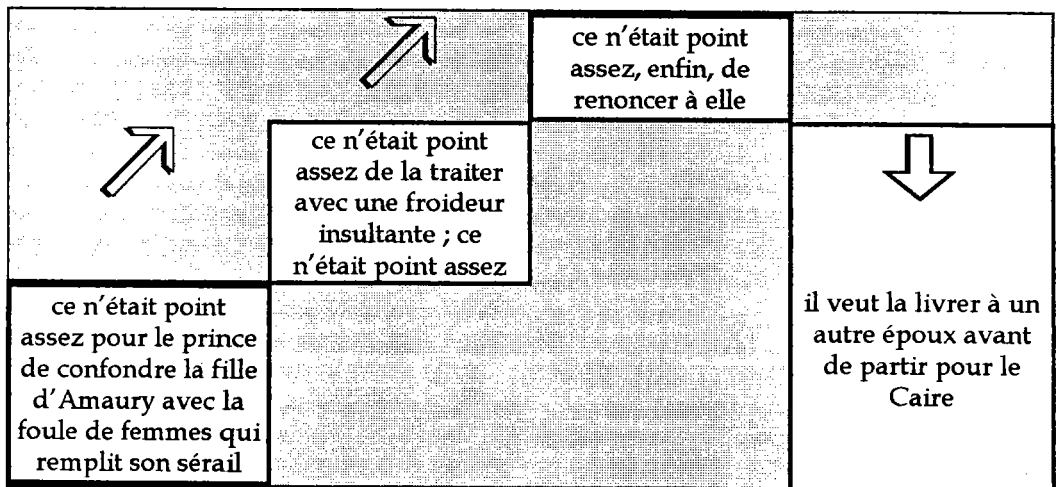 ce n'était point
assez pour le prince
de confondre la fille
d'Amaury avec la
foule de femmes qui
remplit son sérail
ce n'était point
assez de la traiter
avec une froideur
insultante ; ce
n'était point assez
ce n'était point
assez, enfin, de
renoncer à elle
il veut la livrer à un
autre époux avant
de partir pour le
Caire